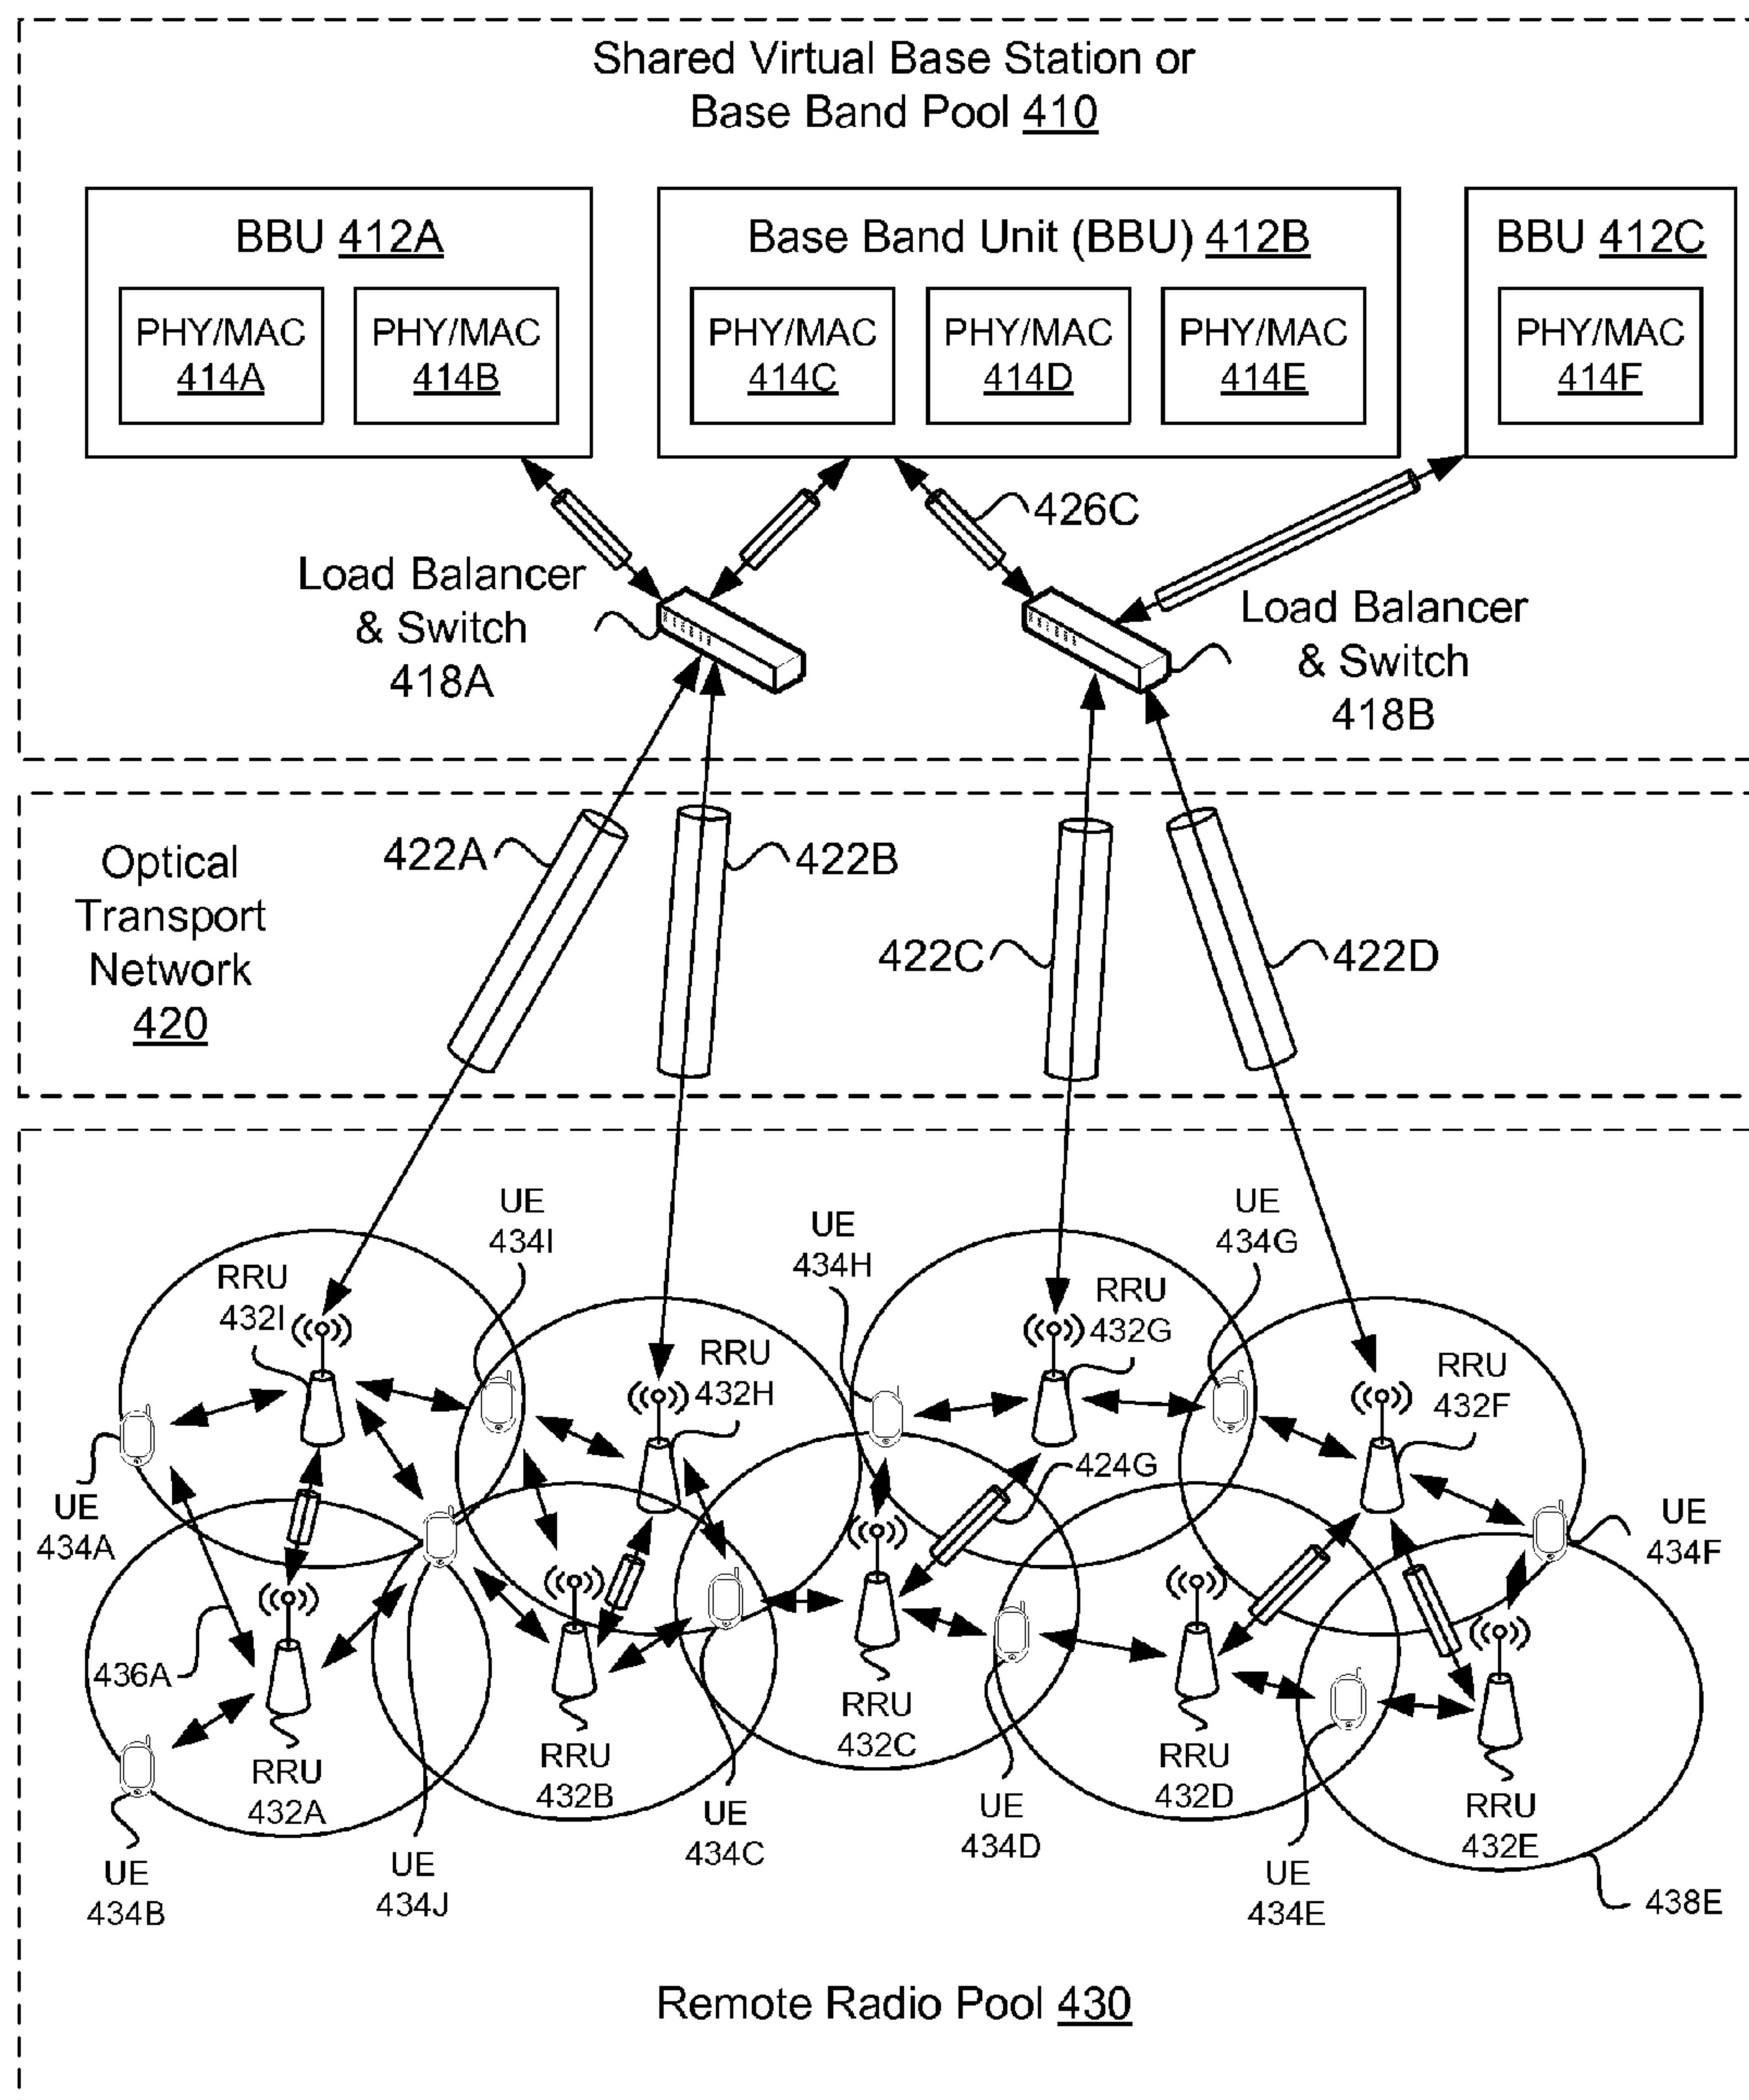 Shared Virtual Base Station or
Base Band Pool 410
BBU 412A
PHY/MAC
414A
PHY/MAC
414B
Base Band Unit (BBU) 412B
PHY/MAC
414C
PHY/MAC
414D
PHY/MAC
414E
BBU 412C
PHY/MAC
414F
426C
Load Balancer
& Switch
418A
Load Balancer
& Switch
418B
Optical
Transport
Network
420
422A
422B
422C
422D
UE
434I
UE
434H
UE
434G
RRU
432I
RRU
432H
RRU
432G
RRU
432F
424G
UE
434A
UE
434F
436A
RRU
432A
RRU
432B
RRU
432C
RRU
432D
RRU
432E
UE
434B
UE
434J
UE
434C
UE
434D
UE
434E
438E
Remote Radio Pool 430